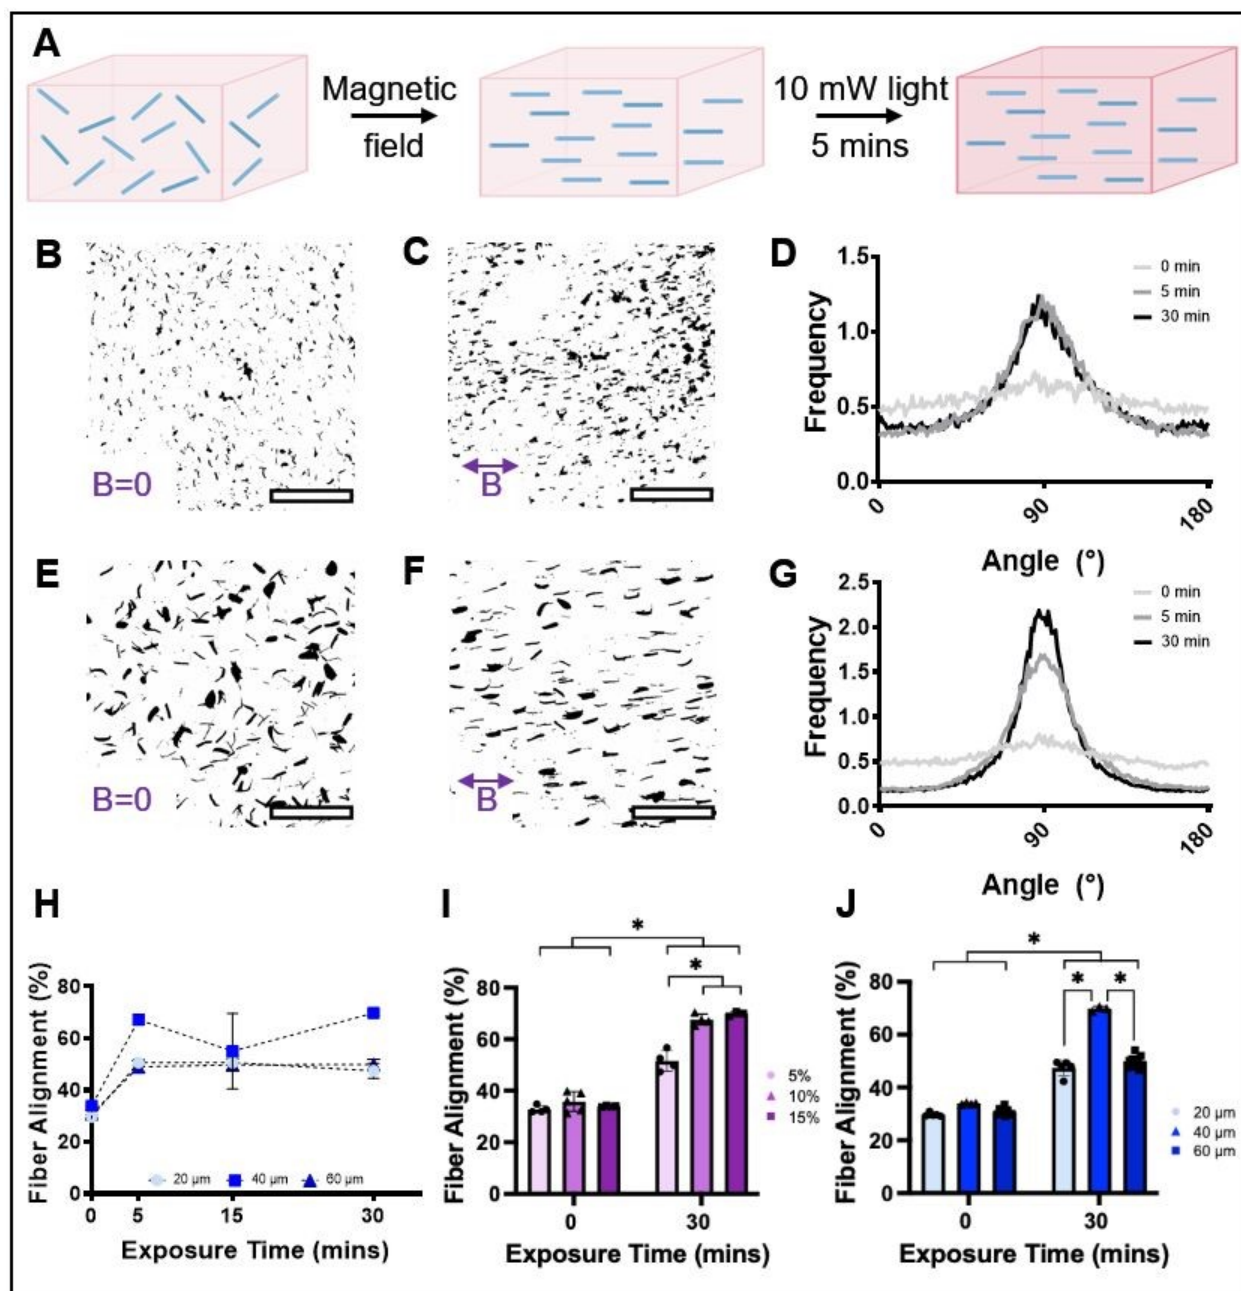 A
Magnetic
field
10 mW light
5 mins
B
B=0
C
B
D
Frequency
1.5
1.0
0.5
0.0
0 min
5 min
30 min
0
90
180
Angle (°)
E
B=0
F
B
G
Frequency
2.5
2.0
1.5
1.0
0.5
0.0
0 min
5 min
30 min
0
90
180
Angle (°)
H
Fiber Alignment (%)
80
60
40
20
0
20 µm 40 µm 60 µm
0 5 15 30
Exposure Time (mins)
I
*
*
Fiber Alignment (%)
80
60
40
20
0
5%
10%
15%
0 30
Exposure Time (mins)
J
*
* *
Fiber Alignment (%)
80
60
40
20
0
20 µm
40 µm
60 µm
0 30
Exposure Time (mins)